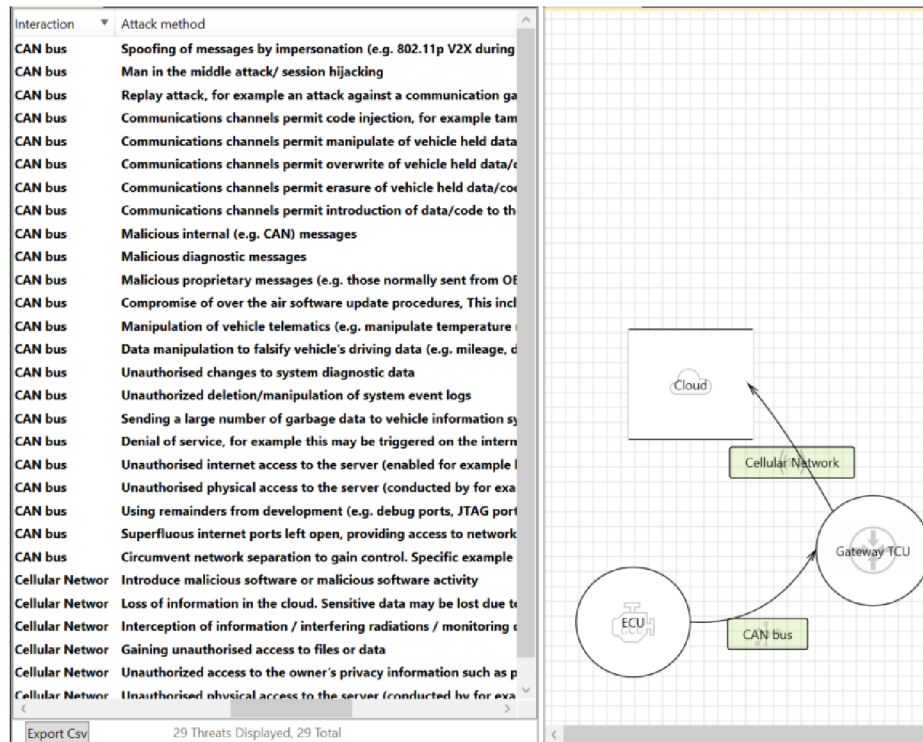 Interaction Attack method
CAN bus Spoofing of messages by impersonation (e.g. 802.11p V2X during
CAN bus Man in the middle attack/ session hijacking
CAN bus Replay attack, for example an attack against a communication ga
CAN bus Communications channels permit code injection, for example tam
CAN bus Communications channels permit manipulate of vehicle held data
CAN bus Communications channels permit overwrite of vehicle held data/c
CAN bus Communications channels permit erasure of vehicle held data/cod
CAN bus Communications channels permit introduction of data/code to the
CAN bus Malicious internal (e.g. CAN) messages
CAN bus Malicious diagnostic messages
CAN bus Malicious proprietary messages (e.g. those normally sent from OE
CAN bus Compromise of over the air software update procedures, This incl
CAN bus Manipulation of vehicle telematics (e.g. manipulate temperature
CAN bus Data manipulation to falsify vehicle's driving data (e.g. mileage, d
CAN bus Unauthorised changes to system diagnostic data
CAN bus Unauthorized deletion/manipulation of system event logs
CAN bus Sending a large number of garbage data to vehicle information sy
CAN bus Denial of service, for example this may be triggered on the intern
CAN bus Unauthorised internet access to the server (enabled for example
CAN bus Unauthorised physical access to the server (conducted by for exa
CAN bus Using remainders from development (e.g. debug ports, JTAG port
CAN bus Superfluous internet ports left open, providing access to network
CAN bus Circumvent network separation to gain control. Specific example
Cellular Networ Introduce malicious software or malicious software activity
Cellular Networ Loss of information in the cloud. Sensitive data may be lost due to
Cellular Networ Interception of information / interfering radiations / monitoring
Cellular Networ Gaining unauthorised access to files or data
Cellular Networ Unauthorized access to the owner's privacy information such as p
Cellular Networ Unauthorised physical access to the server (conducted by for exa
Export Csv 29 Threats Displayed, 29 Total
Cloud
Cellular Network
Gateway TCU
ECU
CAN bus